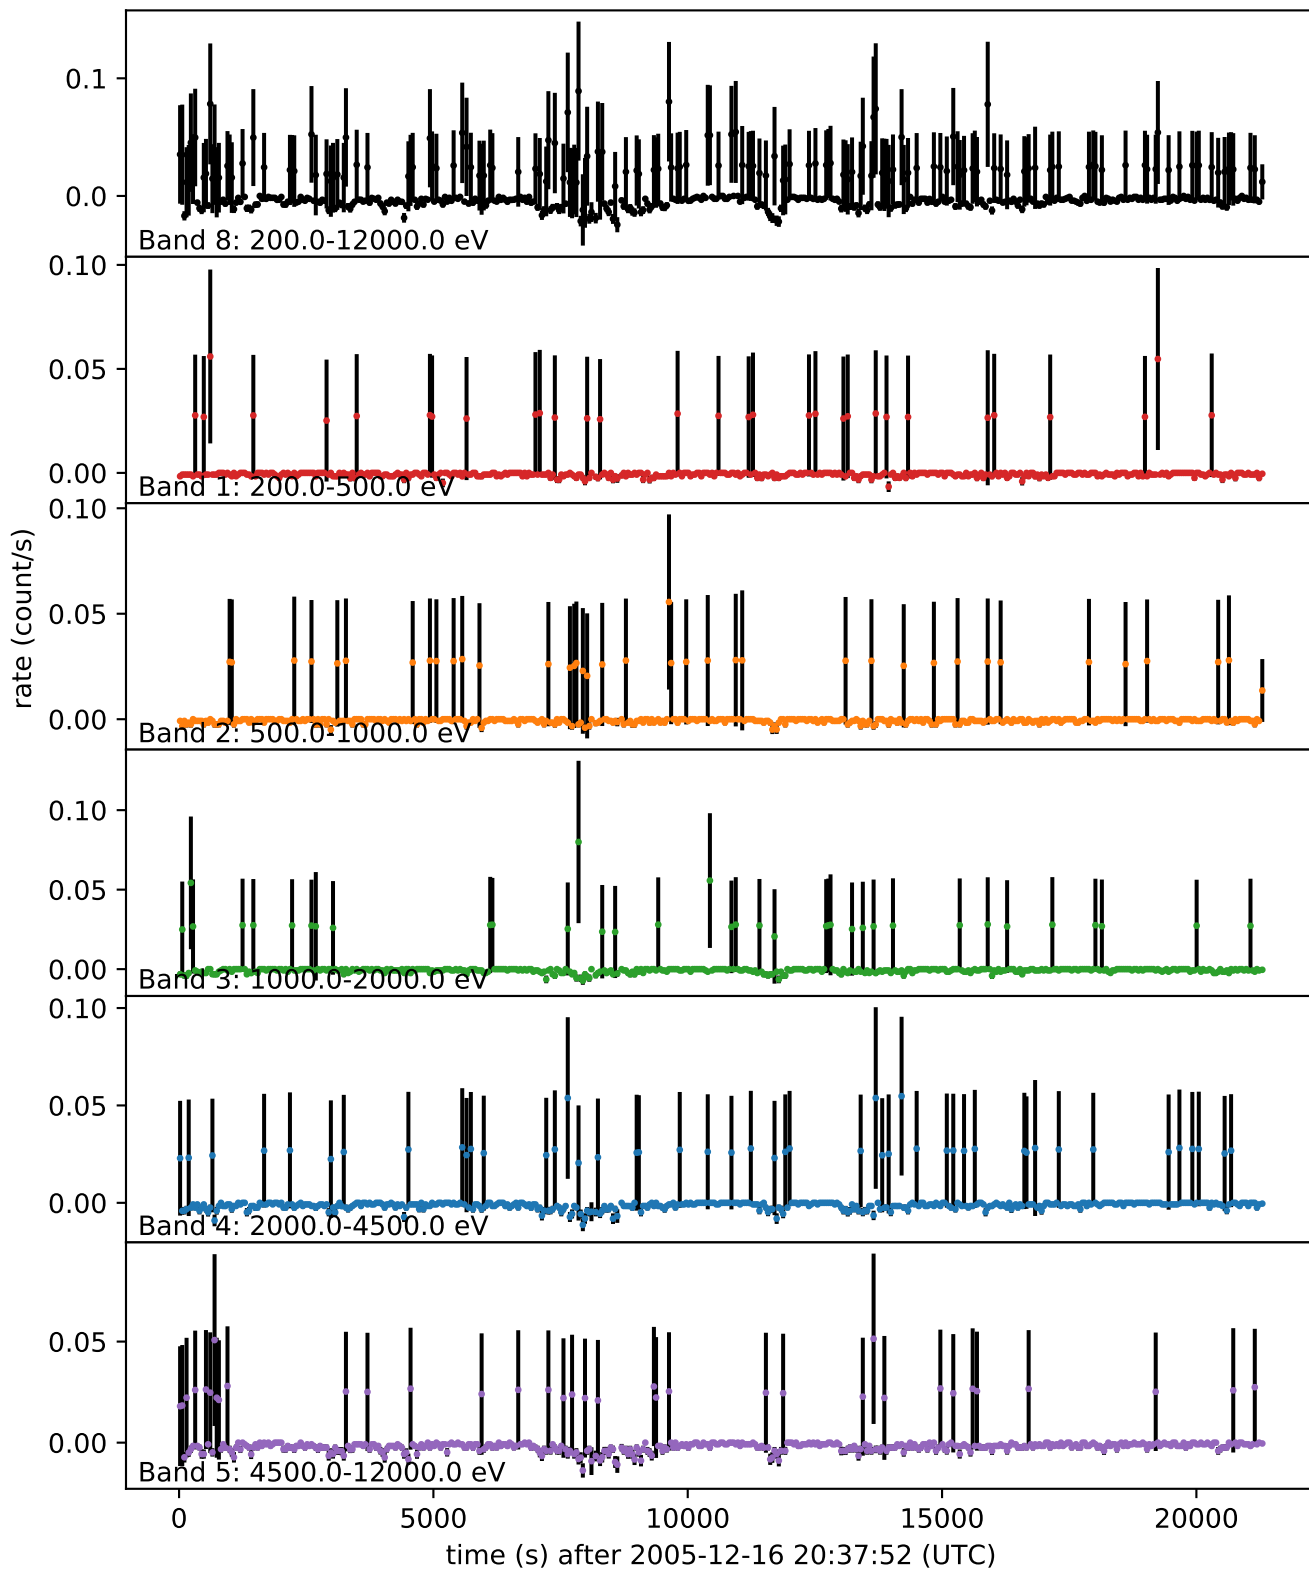 0.1
0.0
Band 8: 200.0-12000.0 eV
0.10
0.05
0.00
Band 1: 200.0-500.0 eV
0.10
0.05
0.00
Band 2: 500.0-1000.0 eV
rate (count/s)
0.10
0.05
0.00
Band 3: 1000.0-2000.0 eV
0.10
0.05
0.00
Band 4: 2000.0-4500.0 eV
0.05
0.00
Band 5: 4500.0-12000.0 eV
0 5000 10000 15000 20000
time (s) after 2005-12-16 20:37:52 (UTC)